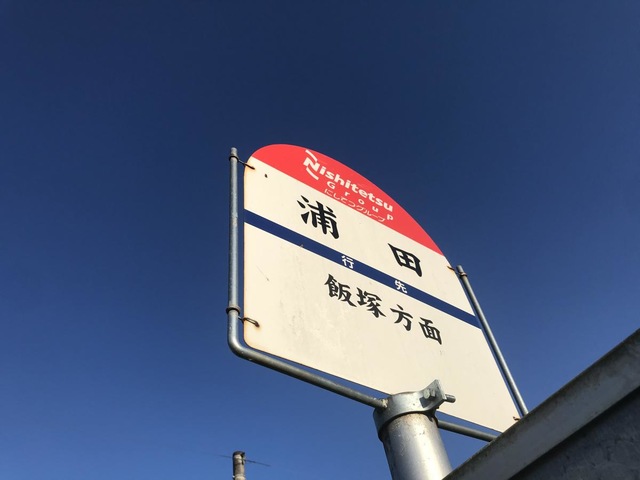 Nishitetsu
Group
にしてつグループ
浦田
行先
飯塚方面